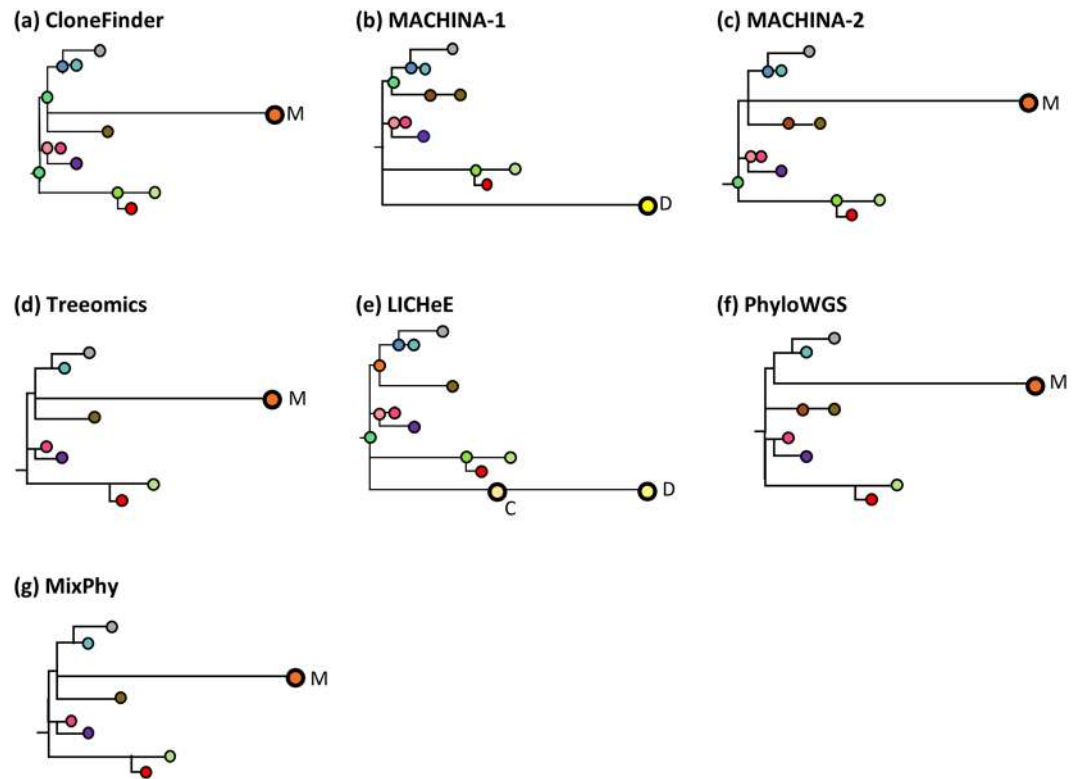 (a) CloneFinder
(b) MACHINA-1
(c) MACHINA-2
M
D
M
(d) Treeomics
(e) LICHeE
(f) PhyloWGS
M
C
D
M
(g) MixPhy
M